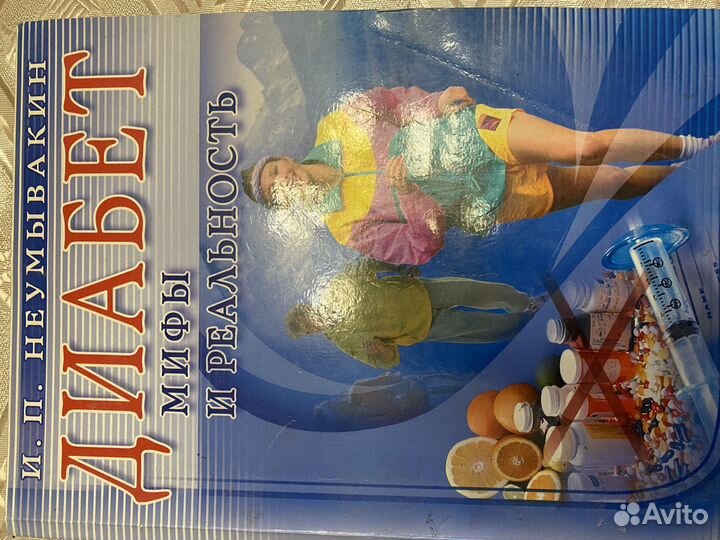 И. П. НЕУМЫВАКИН
ДИАБЕТ
МИФЫ
И РЕАЛЬНОСТЬ
Avito